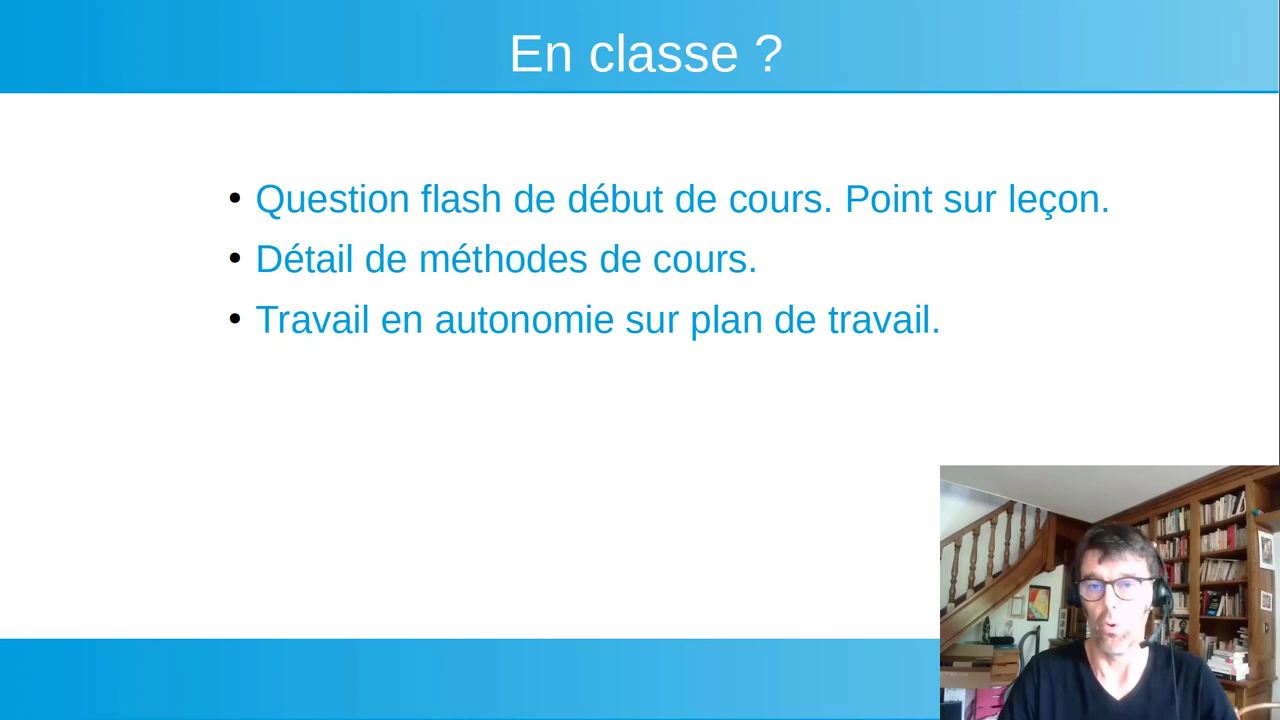 En classe ?
Question flash de début de cours. Point sur leçon.
Détail de méthodes de cours.
Travail en autonomie sur plan de travail.